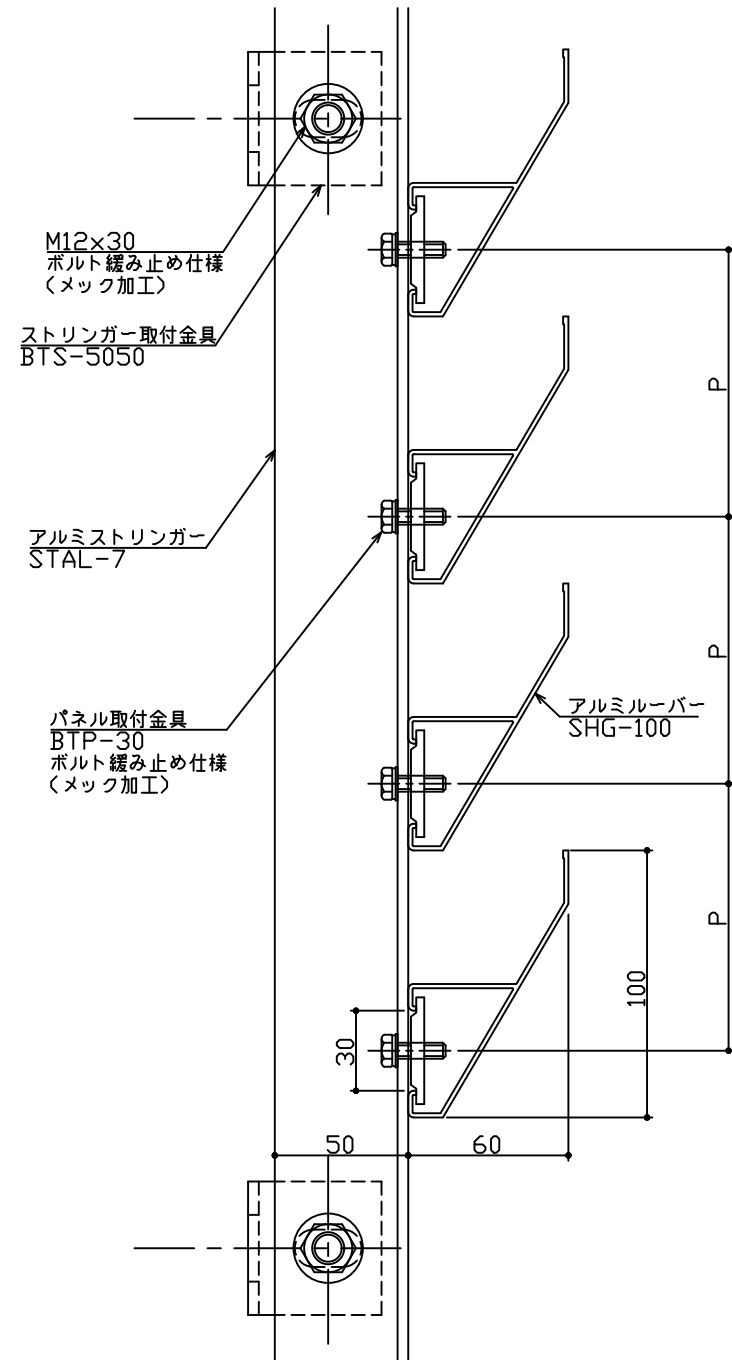 M12×30
ボルト緩み止め仕様
(メック加工)
ストリンガー取付金具
BTS-5050
P
アルミストリンガー
STAL-7
P
アルミルーバー
SHG-100
パネル取付金具
BTP-30
ボルト緩み止め仕様
(メック加工)
P
100
30
50
60